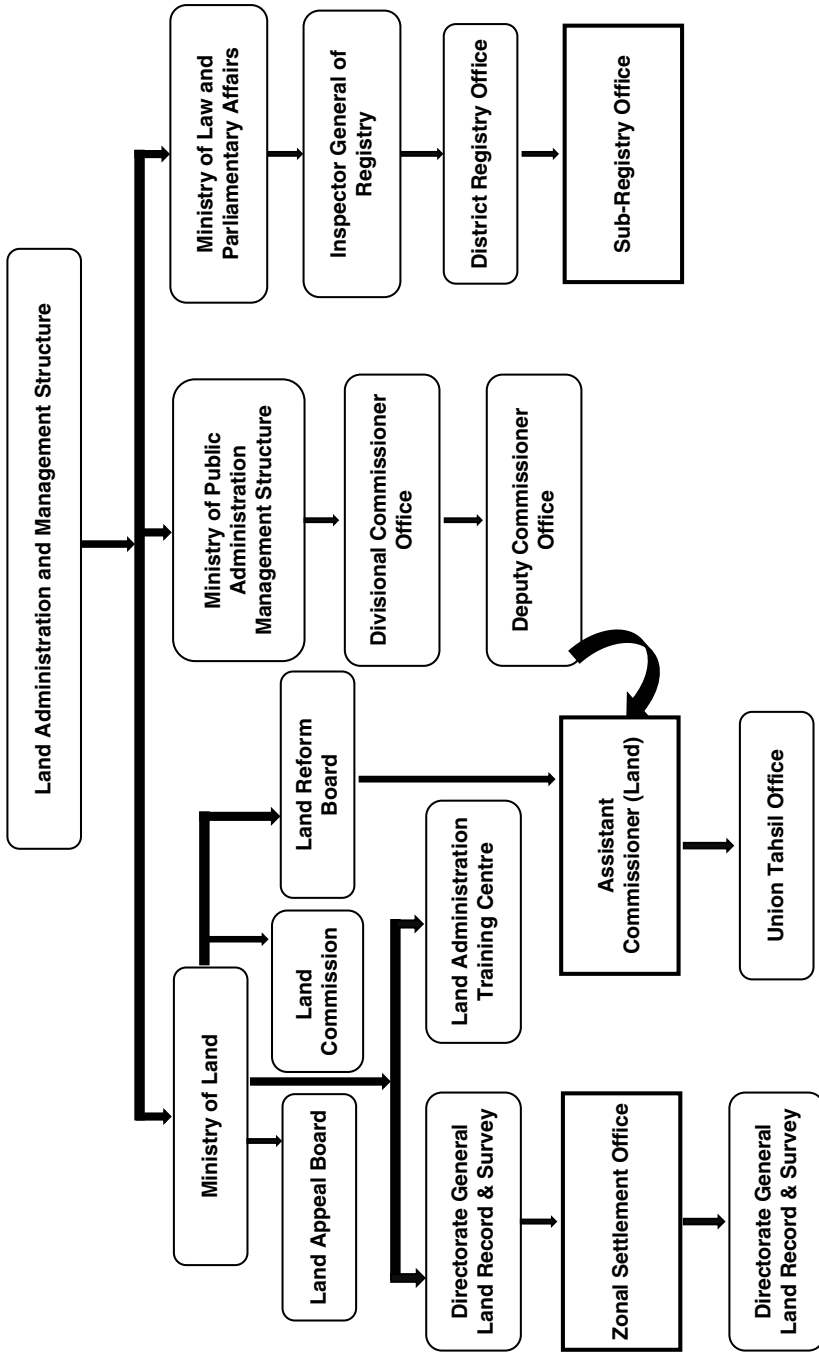 Land Administration and Management Structure
Ministry of Land
Ministry of Public
Administration
Management Structure
Ministry of Law and
Parliamentary Affairs
Land Appeal Board
Land
Commission
Land Reform
Board
Divisional Commissioner
Office
Inspector General of
Registry
Directorate General
Land Record & Survey
Land Administration
Training Centre
Deputy Commissioner
Office
District Registry Office
Zonal Settlement Office
Assistant
Commissioner (Land)
Sub-Registry Office
Directorate General
Land Record & Survey
Union Tahsil Office